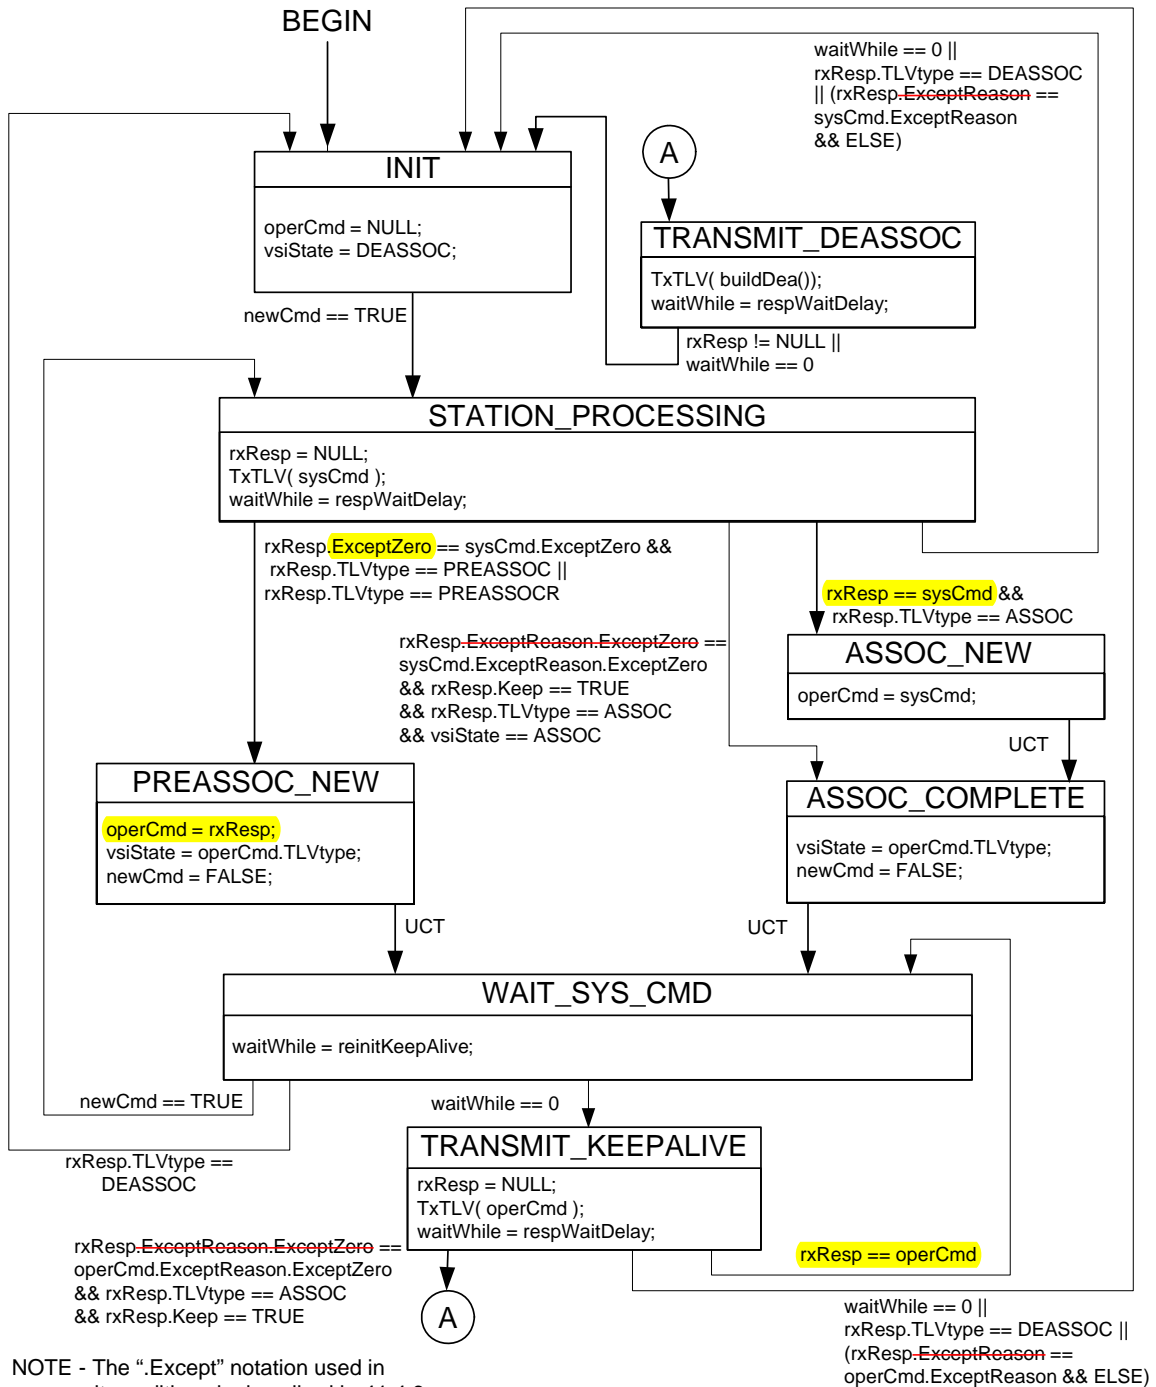 BEGIN
waitWhile == 0 ||
rxResp.TLVtype == DEASSOC
|| (rxResp.ExceptReason ==
sysCmd.ExceptReason
&& ELSE)
A
INIT
operCmd = NULL;
vsiState = DEASSOC;
TRANSMIT_DEASSOC
TxTLV( buildDea());
waitWhile = respWaitDelay;
newCmd == TRUE
rxResp != NULL ||
waitWhile == 0
STATION_PROCESSING
rxResp = NULL;
TxTLV( sysCmd );
waitWhile = respWaitDelay;
rxResp.ExceptZero == sysCmd.ExceptZero &&
rxResp.TLVtype == PREASSOC ||
rxResp.TLVtype == PREASSOCR
rxResp == sysCmd &&
rxResp.TLVtype == ASSOC
rxResp.ExceptReason.ExceptZero ==
sysCmd.ExceptReason.ExceptZero
&& rxResp.Keep == TRUE
&& rxResp.TLVtype == ASSOC
&& vsiState == ASSOC
ASSOC_NEW
operCmd = sysCmd;
UCT
PREASSOC_NEW
operCmd = rxResp;
vsiState = operCmd.TLVtype;
newCmd = FALSE;
ASSOC_COMPLETE
vsiState = operCmd.TLVtype;
newCmd = FALSE;
UCT
UCT
WAIT_SYS_CMD
waitWhile = reinitKeepAlive;
newCmd == TRUE
waitWhile == 0
rxResp.TLVtype ==
DEASSOC
TRANSMIT_KEEPALIVE
rxResp = NULL;
TxTLV( operCmd );
waitWhile = respWaitDelay;
rxResp == operCmd
rxResp.ExceptReason.ExceptZero ==
operCmd.ExceptReason.ExceptZero
&& rxResp.TLVtype == ASSOC
&& rxResp.Keep == TRUE
A
waitWhile == 0 ||
rxResp.TLVtype == DEASSOC ||
(rxResp.ExceptReason ==
operCmd.ExceptReason && ELSE)
NOTE - The “.Except” notation used in